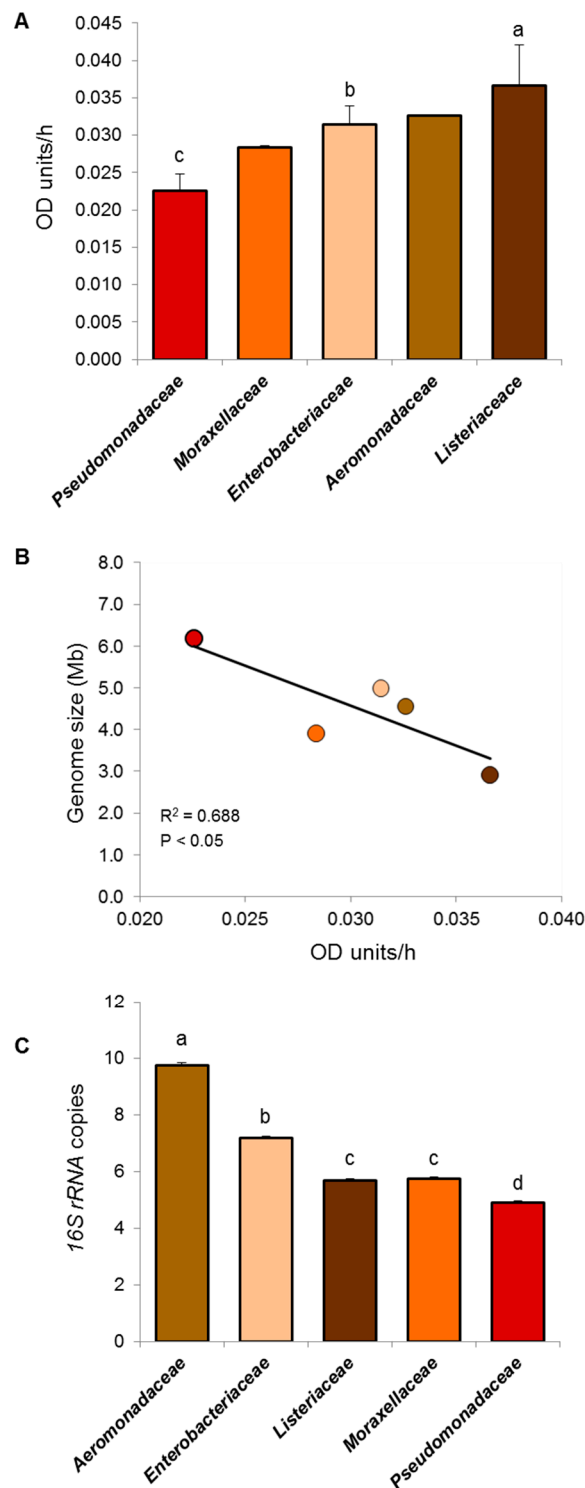 A
OD units/h
0.045
0.040
0.035
0.030
0.025
0.020
0.015
0.010
0.005
0.000
c
b
a
Pseudomonadaceae
Moraxellaceae
Enterobacteriaceae
Aeromonadaceae
Listeriaceace
B
Genome size (Mb)
8.0
7.0
6.0
5.0
4.0
3.0
2.0
1.0
0.0
R² = 0.688
P < 0.05
0.020
0.025
0.030
0.035
0.040
OD units/h
C
16S rRNA copies
12
10
8
6
4
2
0
a
b
c
c
d
Aeromonadaceae
Enterobacteriaceae
Listeriaceae
Moraxellaceae
Pseudomonadaceae